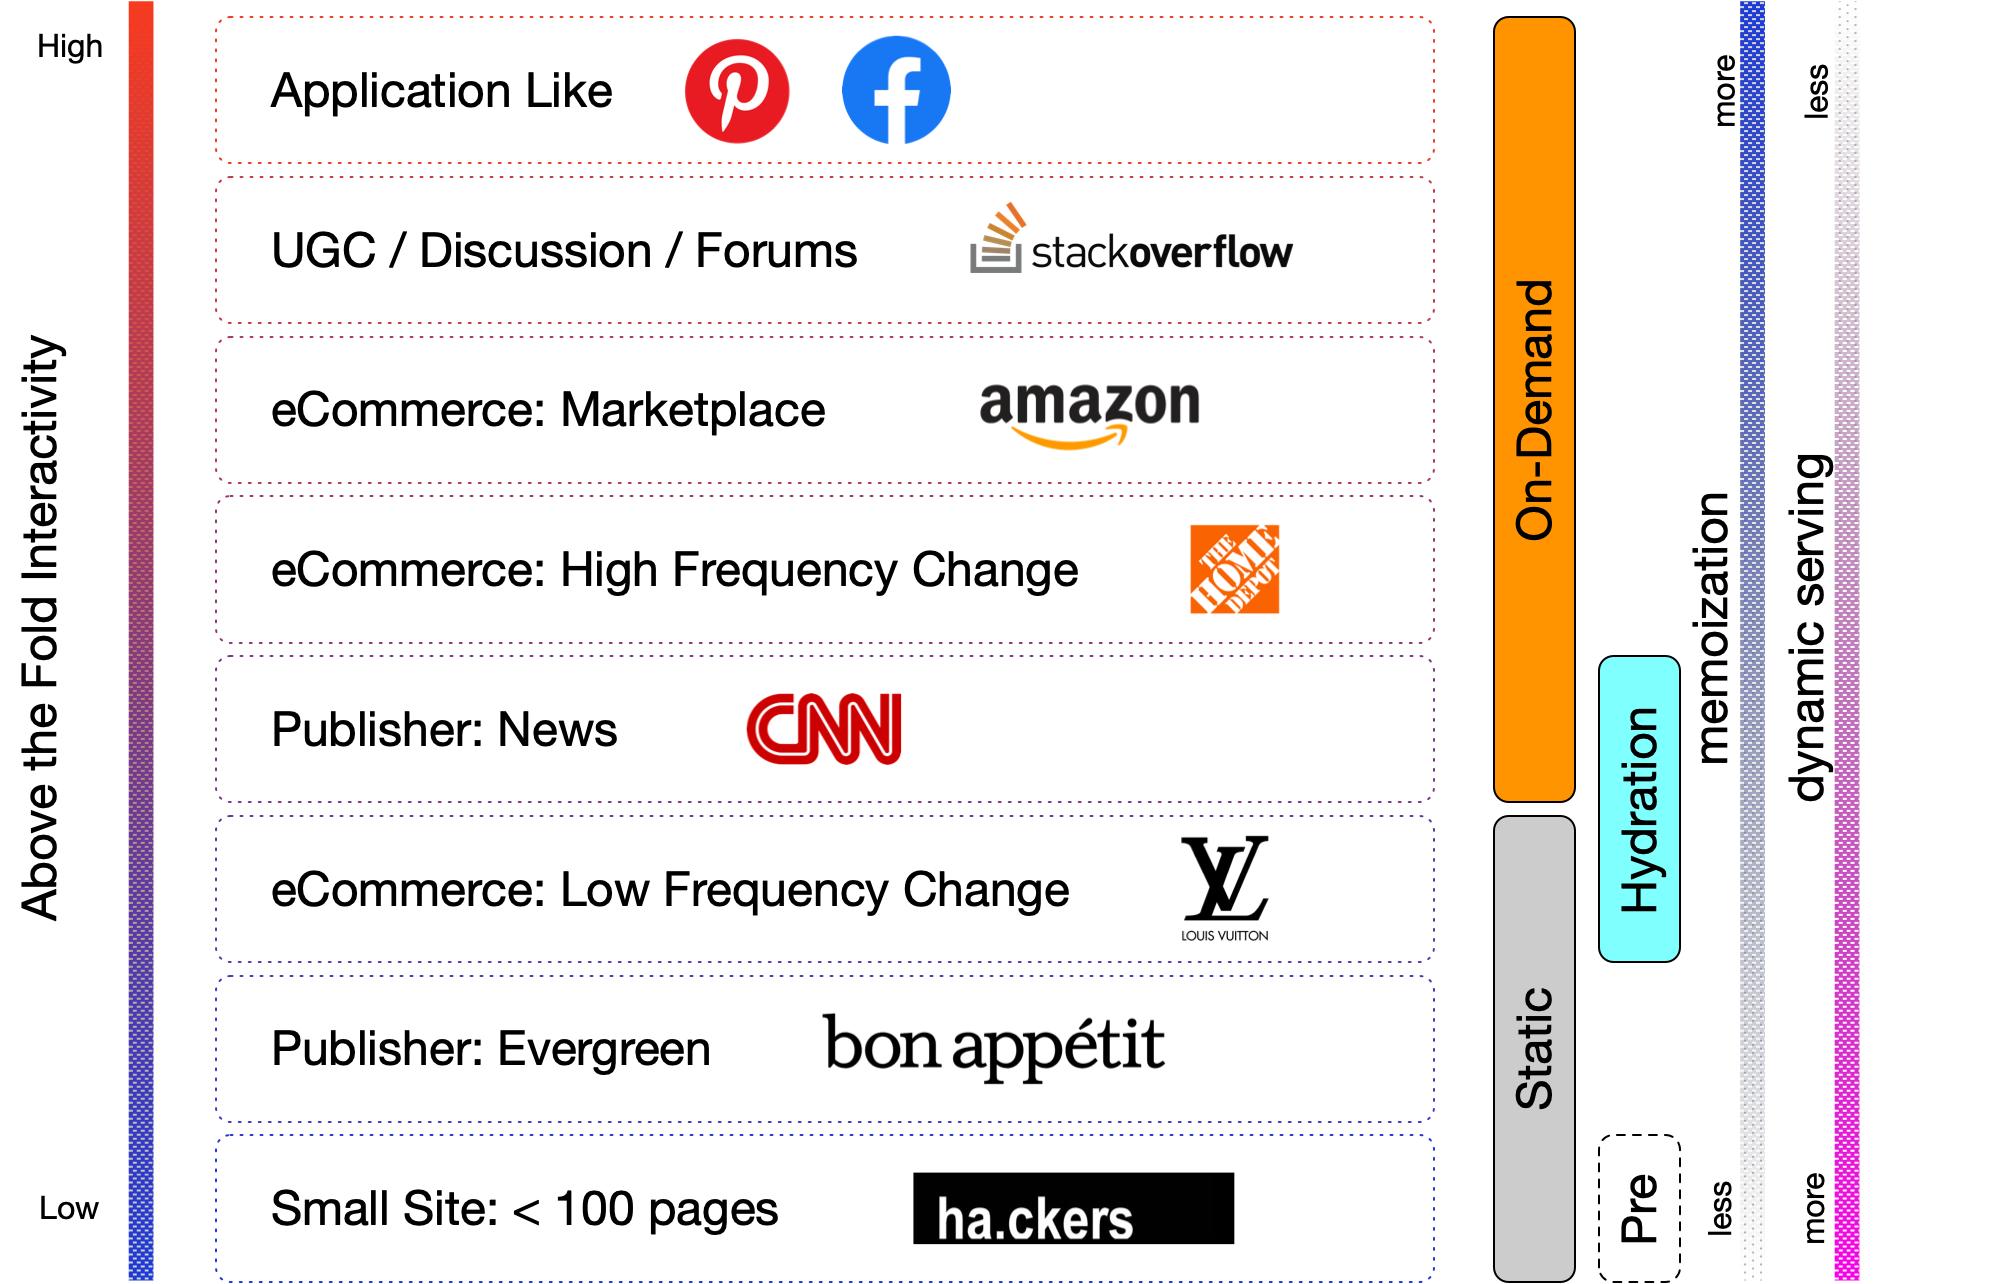 High
Above the Fold Interactivity
Low
Application Like
UGC / Discussion / Forums
stackoverflow
eCommerce: Marketplace
amazon
eCommerce: High Frequency Change
THE
HOME
DEPOT
Publisher: News
CNN
eCommerce: Low Frequency Change
LV
LOUIS VUITTON
Publisher: Evergreen
bon appétit
Small Site: < 100 pages
ha.ckers
On-Demand
Static
Hydration
Pre
more
memoization
less
less
dynamic serving
more